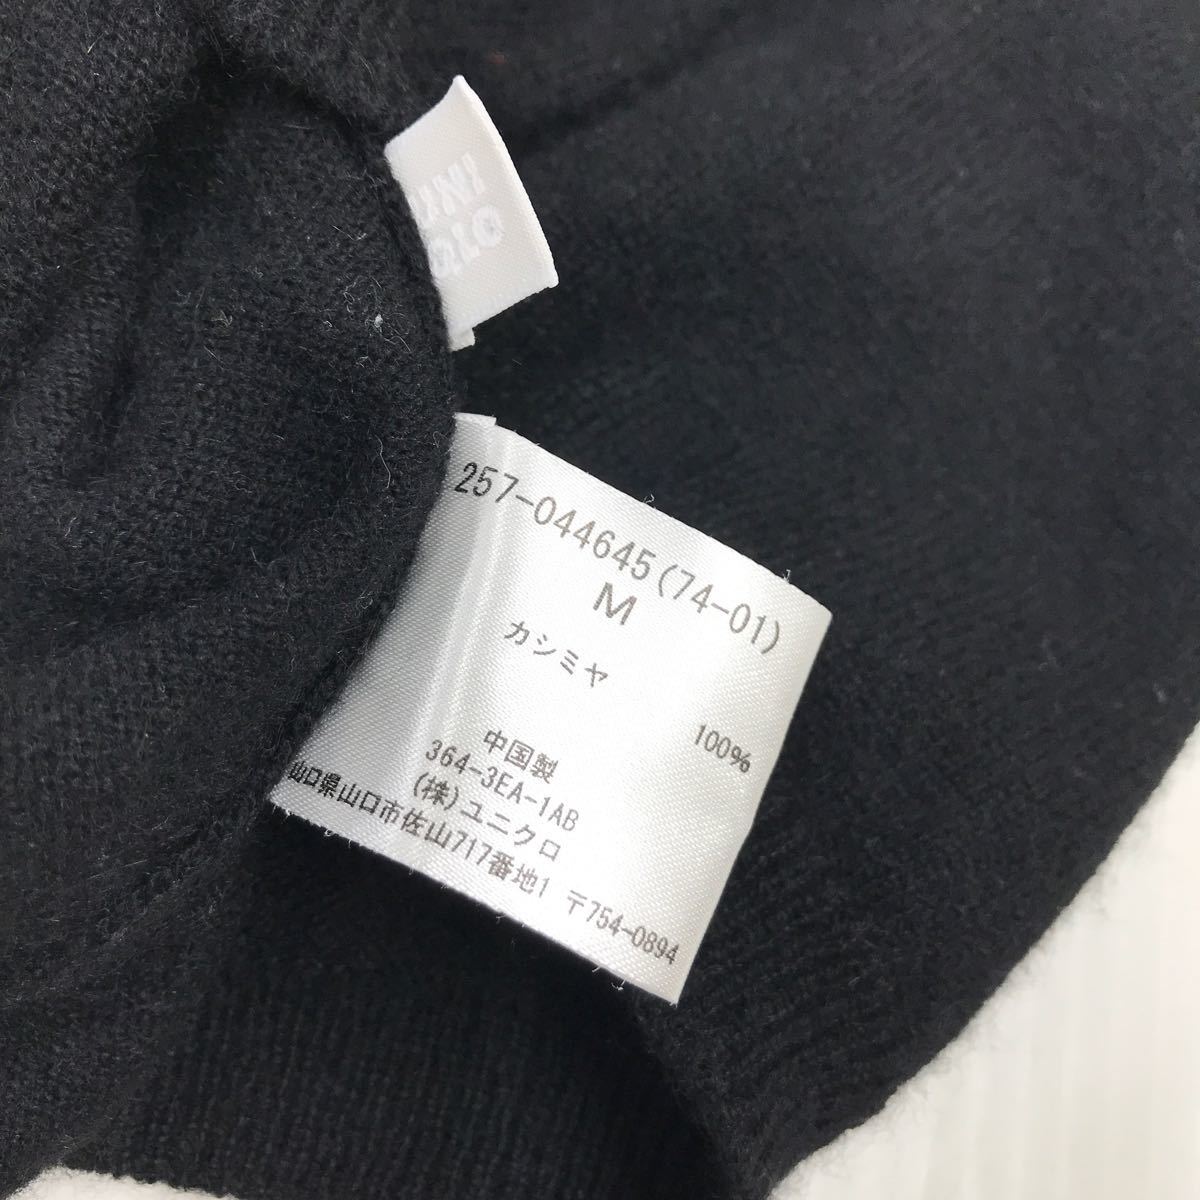 257-044645(74-01)
M
カシミヤ 100%
中国製
364-3EA-1AB
(株)ユニクロ
山口県山口市佐山717番地1 〒754-0894